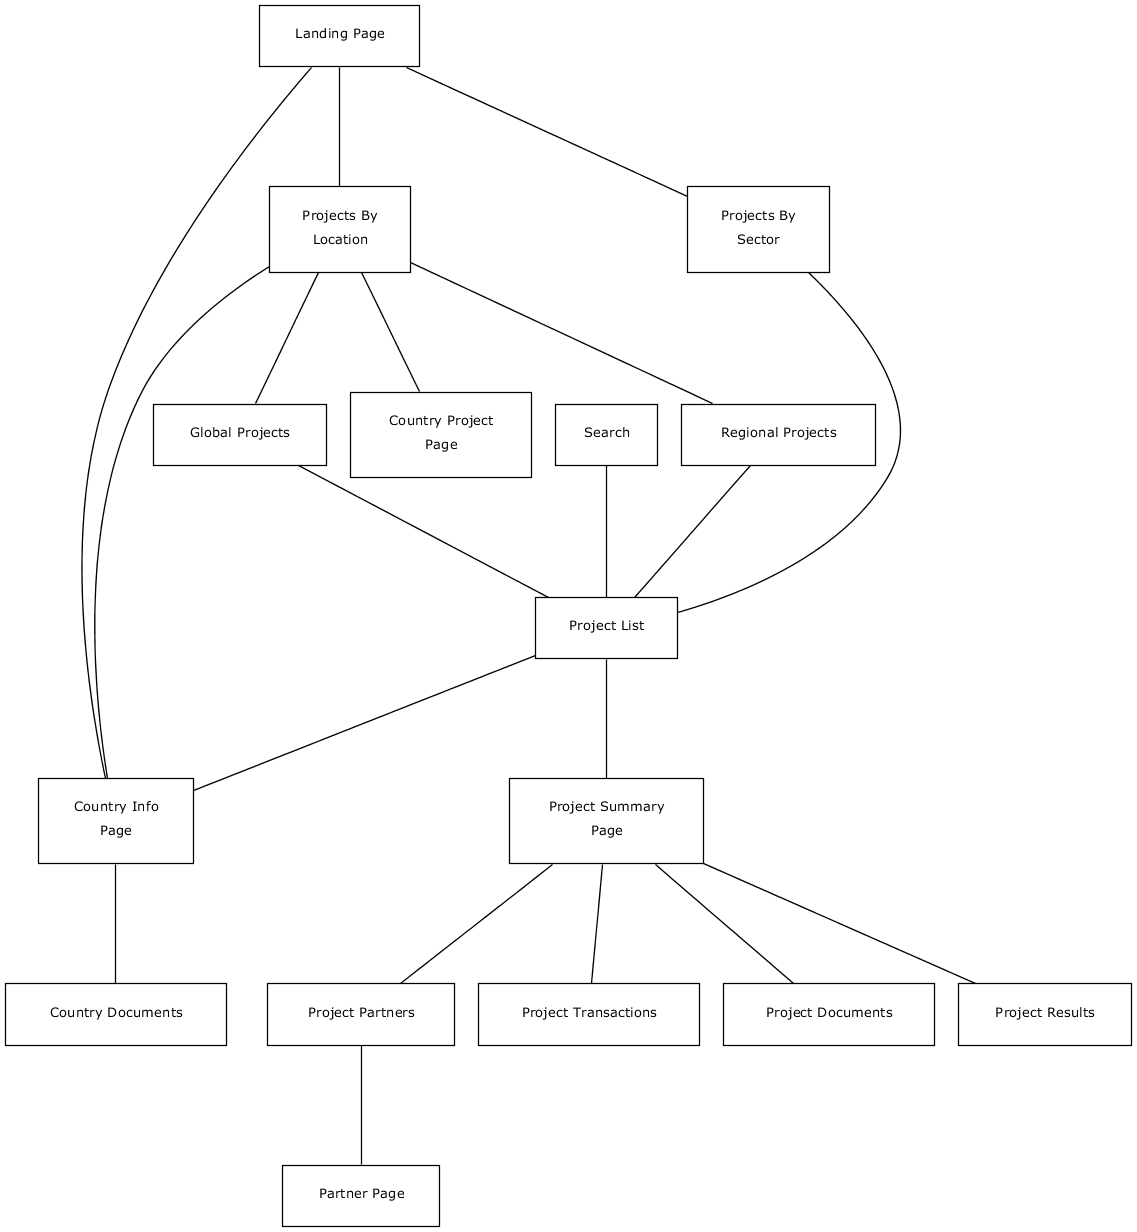 Landing Page
Projects By
Location
Projects By
Sector
Global Projects
Country Project
Page
Search
Regional Projects
Project List
Country Info
Page
Project Summary
Page
Country Documents
Project Partners
Project Transactions
Project Documents
Project Results
Partner Page